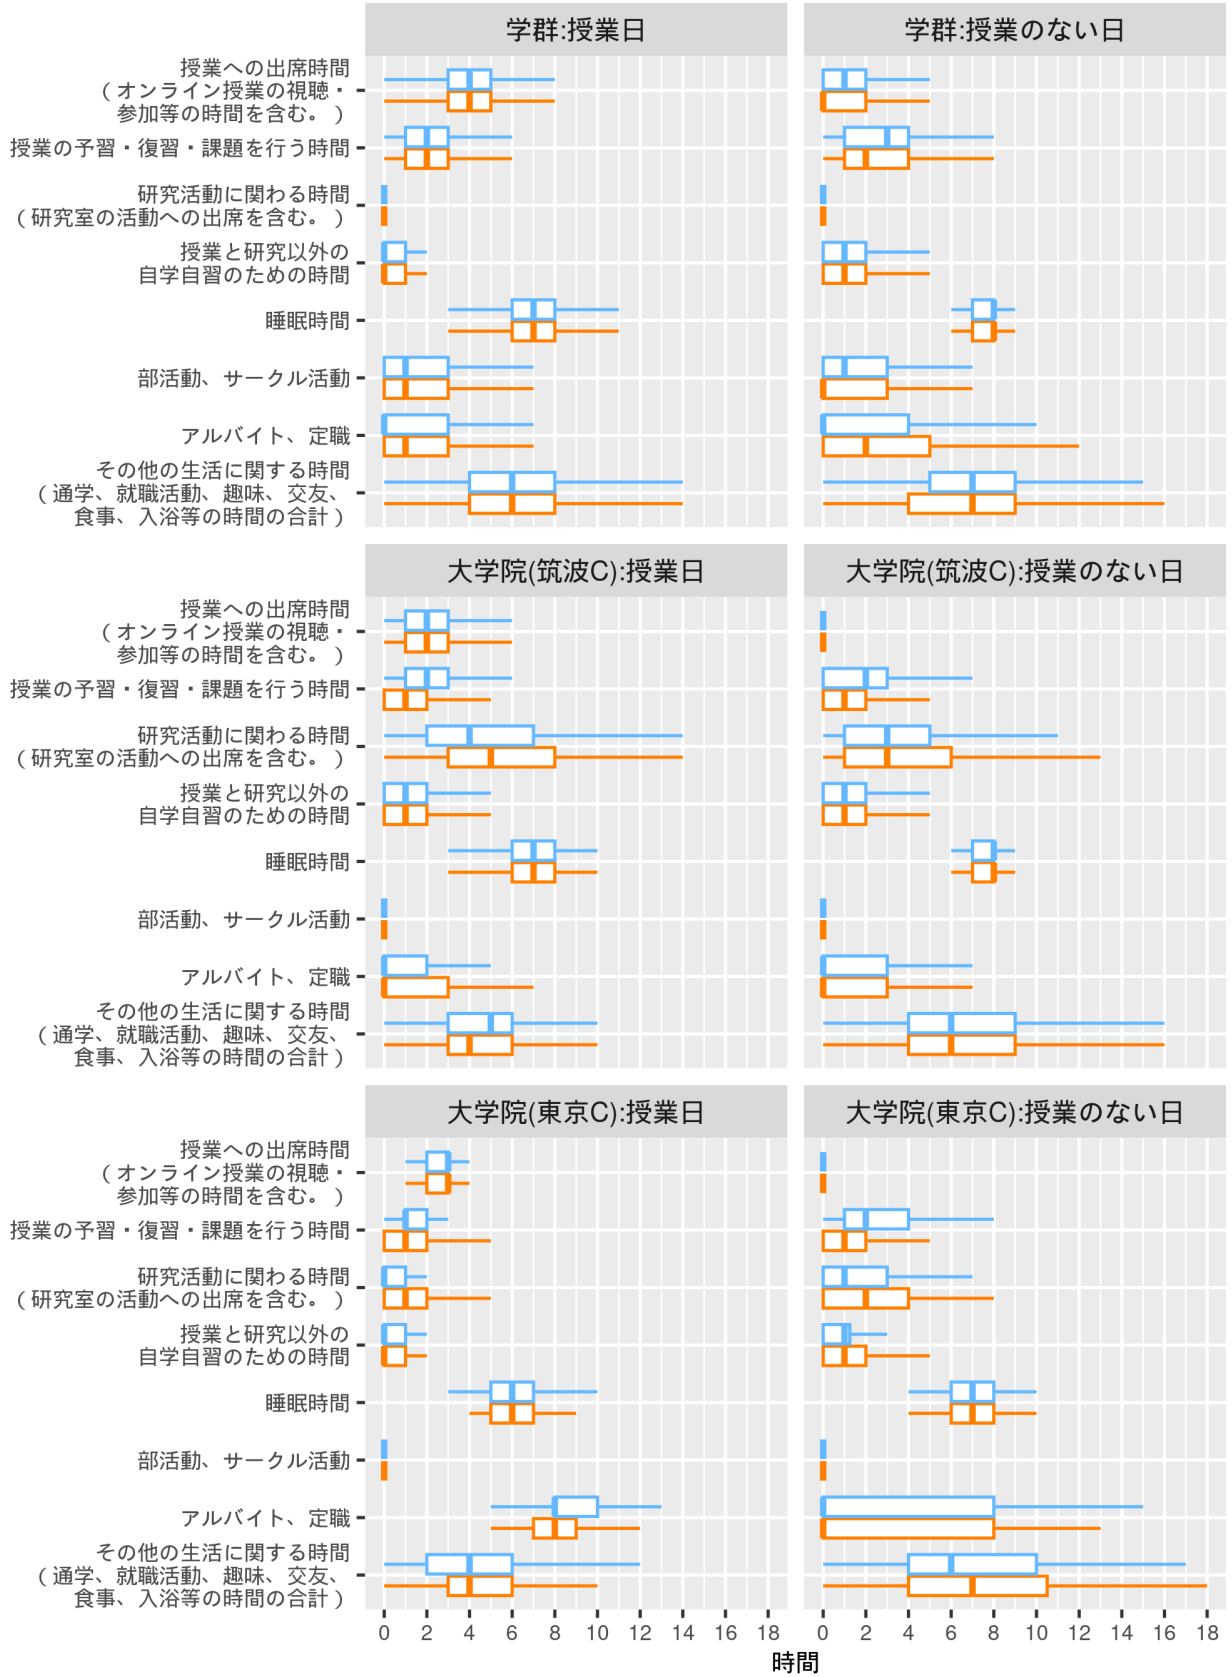 学群:授業日
学群:授業のない日
授業への出席時間
（オンライン授業の視聴・
参加等の時間を含む。）
授業の予習・復習・課題を行う時間
研究活動に関わる時間
（研究室の活動への出席を含む。）
授業と研究以外の
自学自習のための時間
睡眠時間
部活動、サークル活動
アルバイト、定職
その他の生活に関する時間
（通学、就職活動、趣味、交友、
食事、入浴等の時間の合計）
大学院(筑波C):授業日
大学院(筑波C):授業のない日
授業への出席時間
（オンライン授業の視聴・
参加等の時間を含む。）
授業の予習・復習・課題を行う時間
研究活動に関わる時間
（研究室の活動への出席を含む。）
授業と研究以外の
自学自習のための時間
睡眠時間
部活動、サークル活動
アルバイト、定職
その他の生活に関する時間
（通学、就職活動、趣味、交友、
食事、入浴等の時間の合計）
大学院(東京C):授業日
大学院(東京C):授業のない日
授業への出席時間
（オンライン授業の視聴・
参加等の時間を含む。）
授業の予習・復習・課題を行う時間
研究活動に関わる時間
（研究室の活動への出席を含む。）
授業と研究以外の
自学自習のための時間
睡眠時間
部活動、サークル活動
アルバイト、定職
その他の生活に関する時間
（通学、就職活動、趣味、交友、
食事、入浴等の時間の合計）
0 2 4 6 8 10 12 14 16 18
0 2 4 6 8 10 12 14 16 18
時間